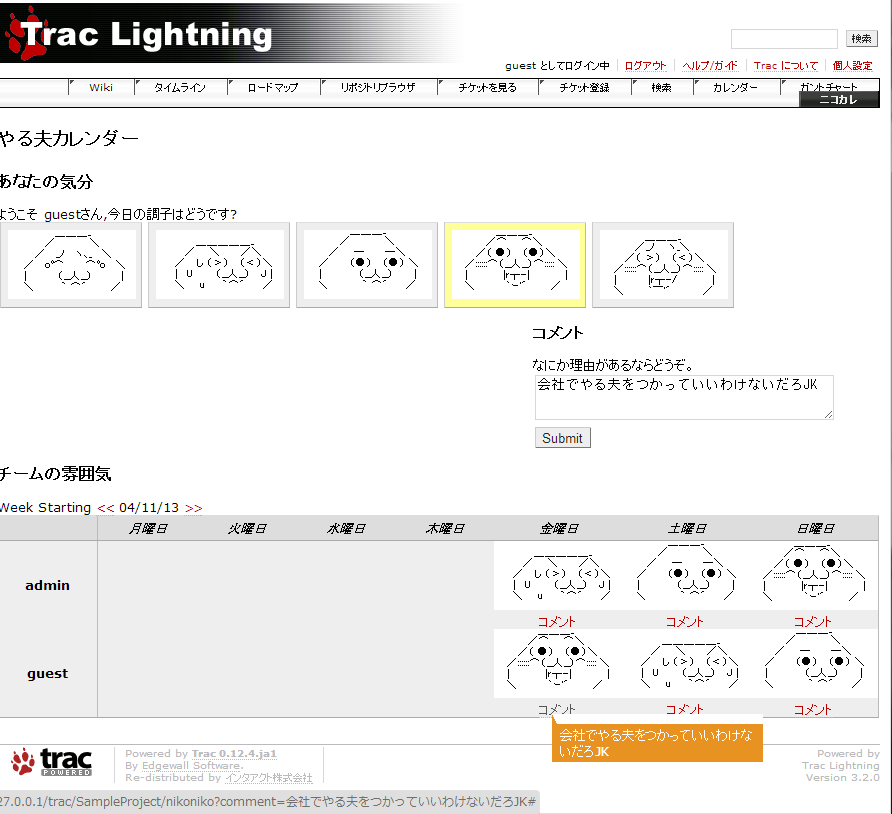 Trac Lightning
検索
guest としてログイン中 ログアウト ヘルプ/ガイド Trac について 個人設定
Wiki タイムライン ロードマップ リポジトリブラウザ チケットを見る チケット登録 検索 カレンダー ガントチャート
ニコカレ
やる夫カレンダー
あなたの気分
ようこそ guestさん,今日の調子はどうです?
コメント
なにか理由があるならどうぞ。
会社でやる夫をつかっていいわけないだろJK
Submit
チームの雰囲気
Week Starting << 04/11/13 >>
月曜日 火曜日 水曜日 木曜日 金曜日 土曜日 日曜日
admin
コメント コメント コメント
guest
コメント コメント コメント
会社でやる夫をつかっていいわけな
いだろJK
trac POWERED
Powered by Trac 0.12.4.ja1
By Edgewall Software.
Re-distributed by インタアクト株式会社
Powered by
Trac Lightning
Version 3.2.0
27.0.0.1/trac/SampleProject/nikoniko?comment=会社でやる夫をつかっていいわけないだろJK#